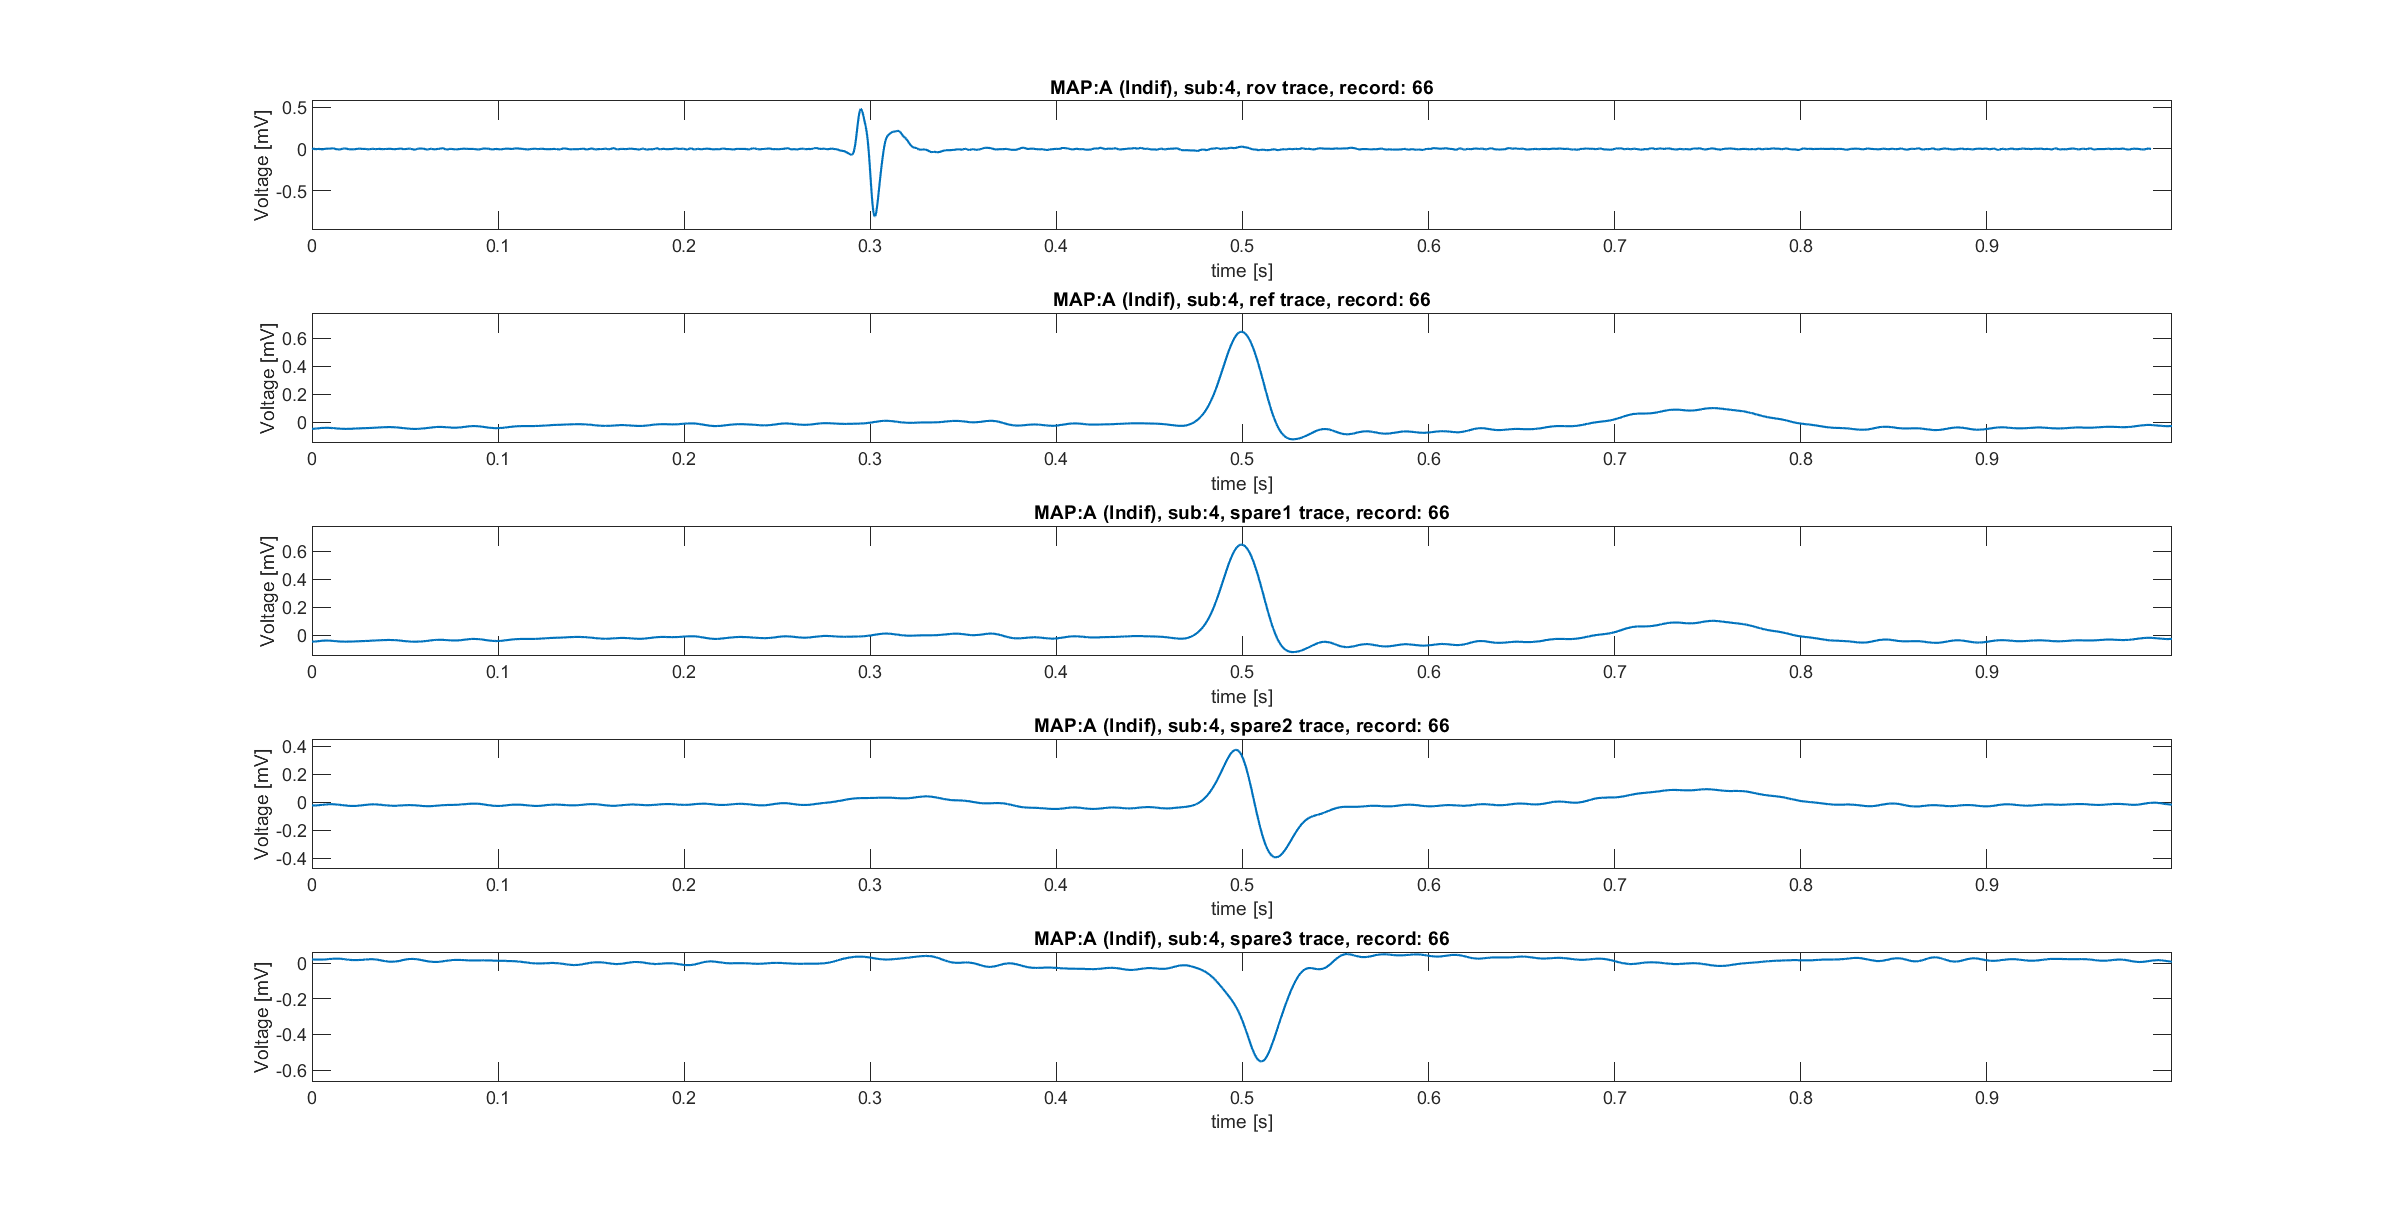 MAP:A (Indif), sub:4, rov trace, record: 66
Voltage [mV]
0.5
0
-0.5
0 0.1 0.2 0.3 0.4 0.5 0.6 0.7 0.8 0.9
time [s]
MAP:A (Indif), sub:4, ref trace, record: 66
Voltage [mV]
0.6
0.4
0.2
0
0 0.1 0.2 0.3 0.4 0.5 0.6 0.7 0.8 0.9
time [s]
MAP:A (Indif), sub:4, spare1 trace, record: 66
Voltage [mV]
0.6
0.4
0.2
0
0 0.1 0.2 0.3 0.4 0.5 0.6 0.7 0.8 0.9
time [s]
MAP:A (Indif), sub:4, spare2 trace, record: 66
Voltage [mV]
0.4
0.2
0
-0.2
-0.4
0 0.1 0.2 0.3 0.4 0.5 0.6 0.7 0.8 0.9
time [s]
MAP:A (Indif), sub:4, spare3 trace, record: 66
Voltage [mV]
0
-0.2
-0.4
-0.6
0 0.1 0.2 0.3 0.4 0.5 0.6 0.7 0.8 0.9
time [s]